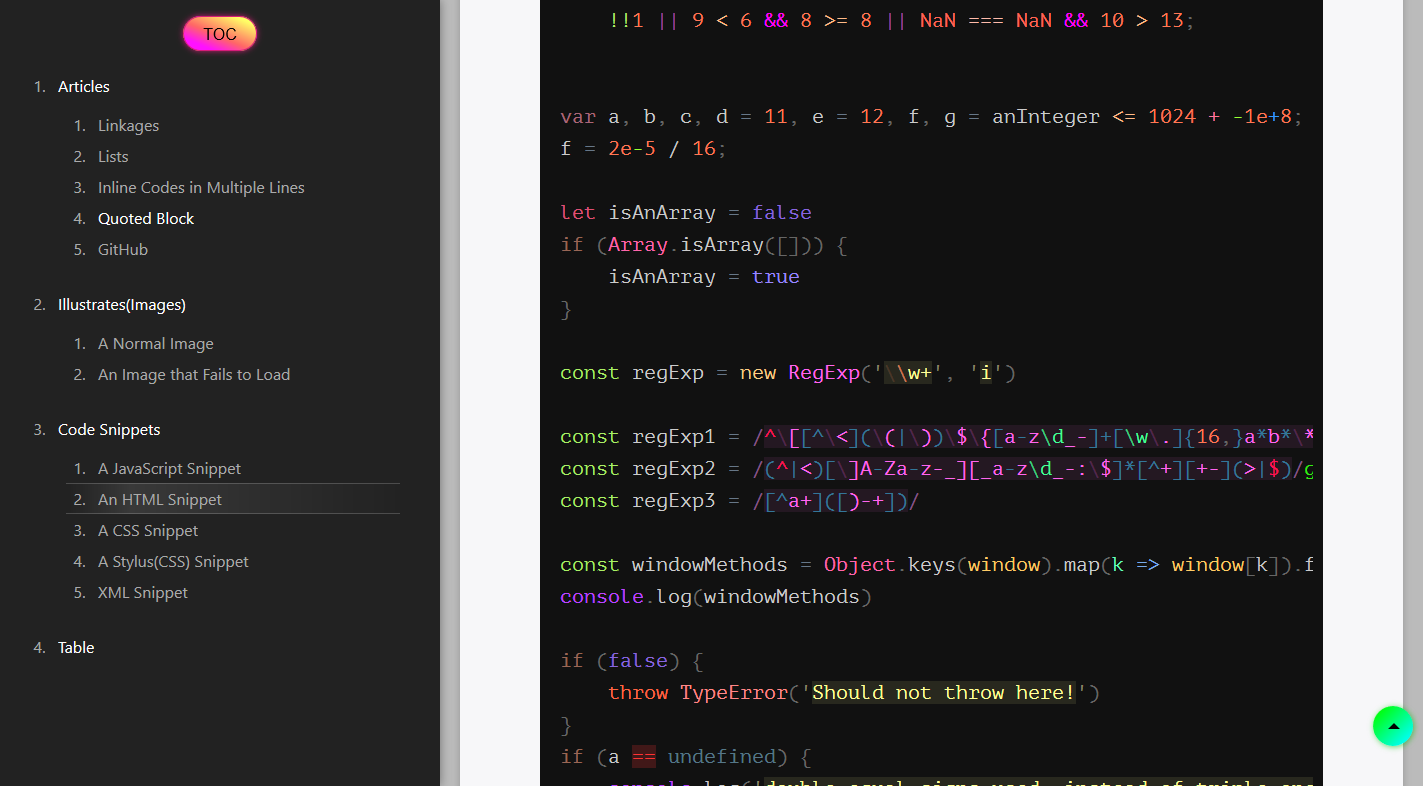 TOC
1. Articles
1. Linkages
2. Lists
3. Inline Codes in Multiple Lines
4. Quoted Block
5. GitHub
2. Illustrates(Images)
1. A Normal Image
2. An Image that Fails to Load
3. Code Snippets
1. A JavaScript Snippet
2. An HTML Snippet
3. A CSS Snippet
4. A Stylus(CSS) Snippet
5. XML Snippet
4. Table
!!1 || 9 < 6 && 8 >= 8 || NaN === NaN && 10 > 13;
var a, b, c, d = 11, e = 12, f, g = anInteger <= 1024 + -1e+8;
f = 2e-5 / 16;
let isAnArray = false
if (Array.isArray([])) {
isAnArray = true
}
const regExp = new RegExp('\\w+', 'i')
const regExp1 = /^\[[^\<](\(|\))\$\{[a-z\d_-]+[\w\.]{16,}a*b*\*
const regExp2 = /(^|<)[\]A-Za-z-_][_a-z\d_-:\$]*[^+][+-](>|$)/g
const regExp3 = /[^a+]([)-+])/
const windowMethods = Object.keys(window).map(k => window[k]).f
console.log(windowMethods)
if (false) {
throw TypeError('Should not throw here!')
}
if (a == undefined) {